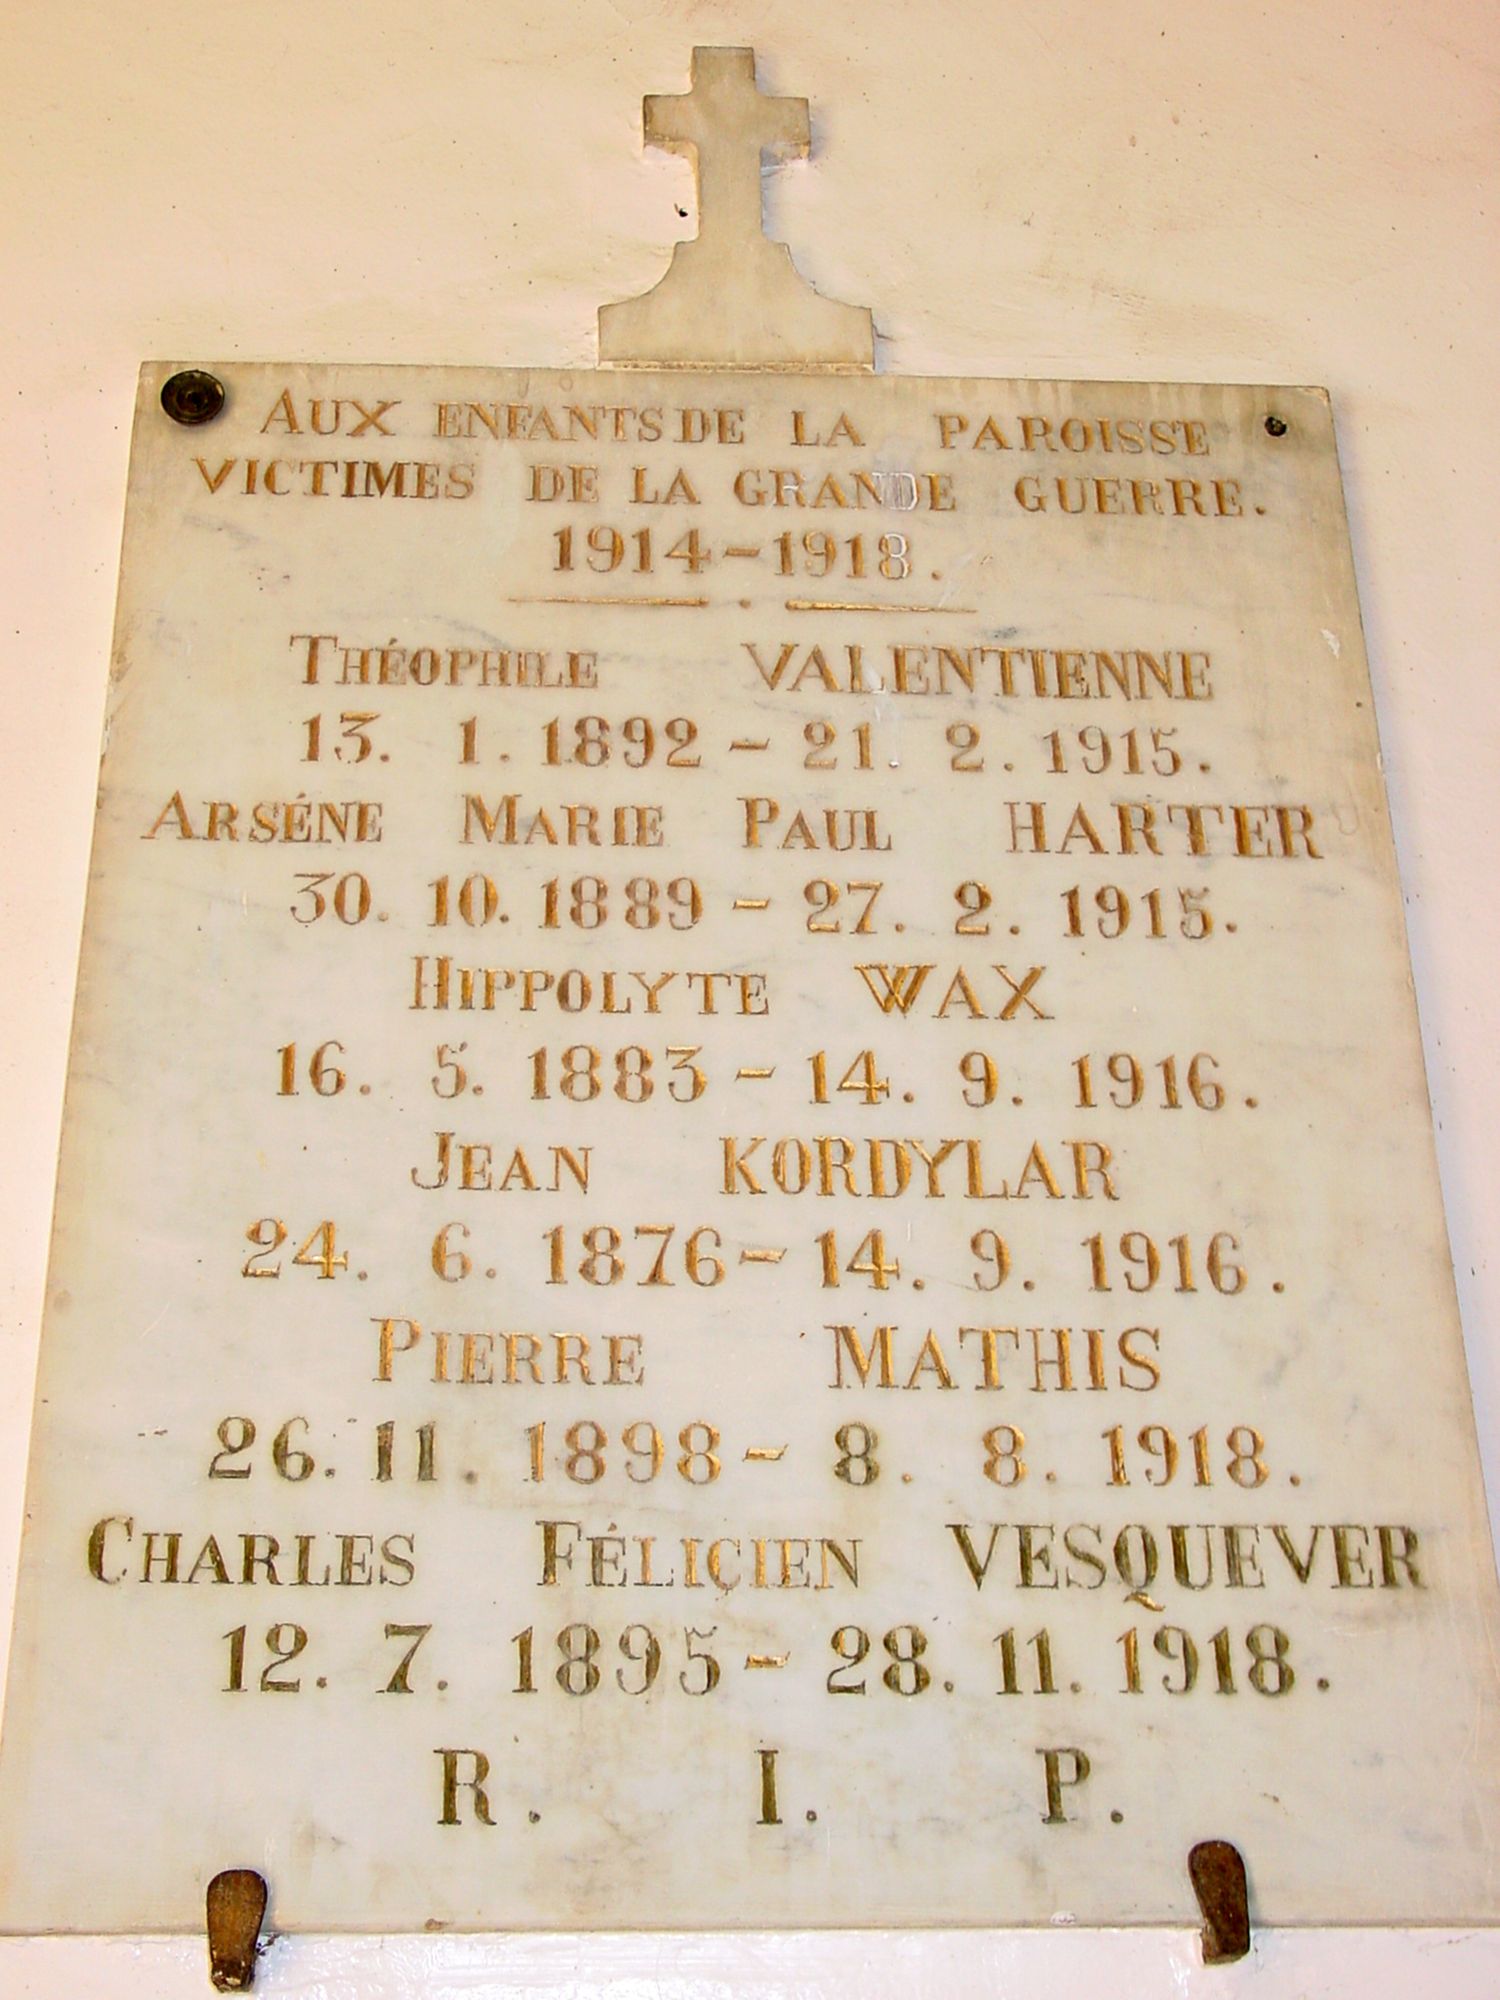 AUX ENFANTS DE LA PAROISSE
VICTIMES DE LA GRANDE GUERRE.
1914-1918.
THÉOPHILE VALENTIENNE
13. 1. 1892 - 21. 2. 1915.
ARSÉNE MARIE PAUL HARTER
30. 10. 1889 - 27. 2. 1915.
HIPPOLYTE WAX
16. 5. 1883 - 14. 9. 1916.
JEAN KORDYLAR
24. 6. 1876 - 14. 9. 1916.
PIERRE MATHIS
26. 11. 1898 - 8. 8. 1918.
CHARLES FÉLIÇIEN VESQUEVER
12. 7. 1895 - 28. 11. 1918.
R. I. P.